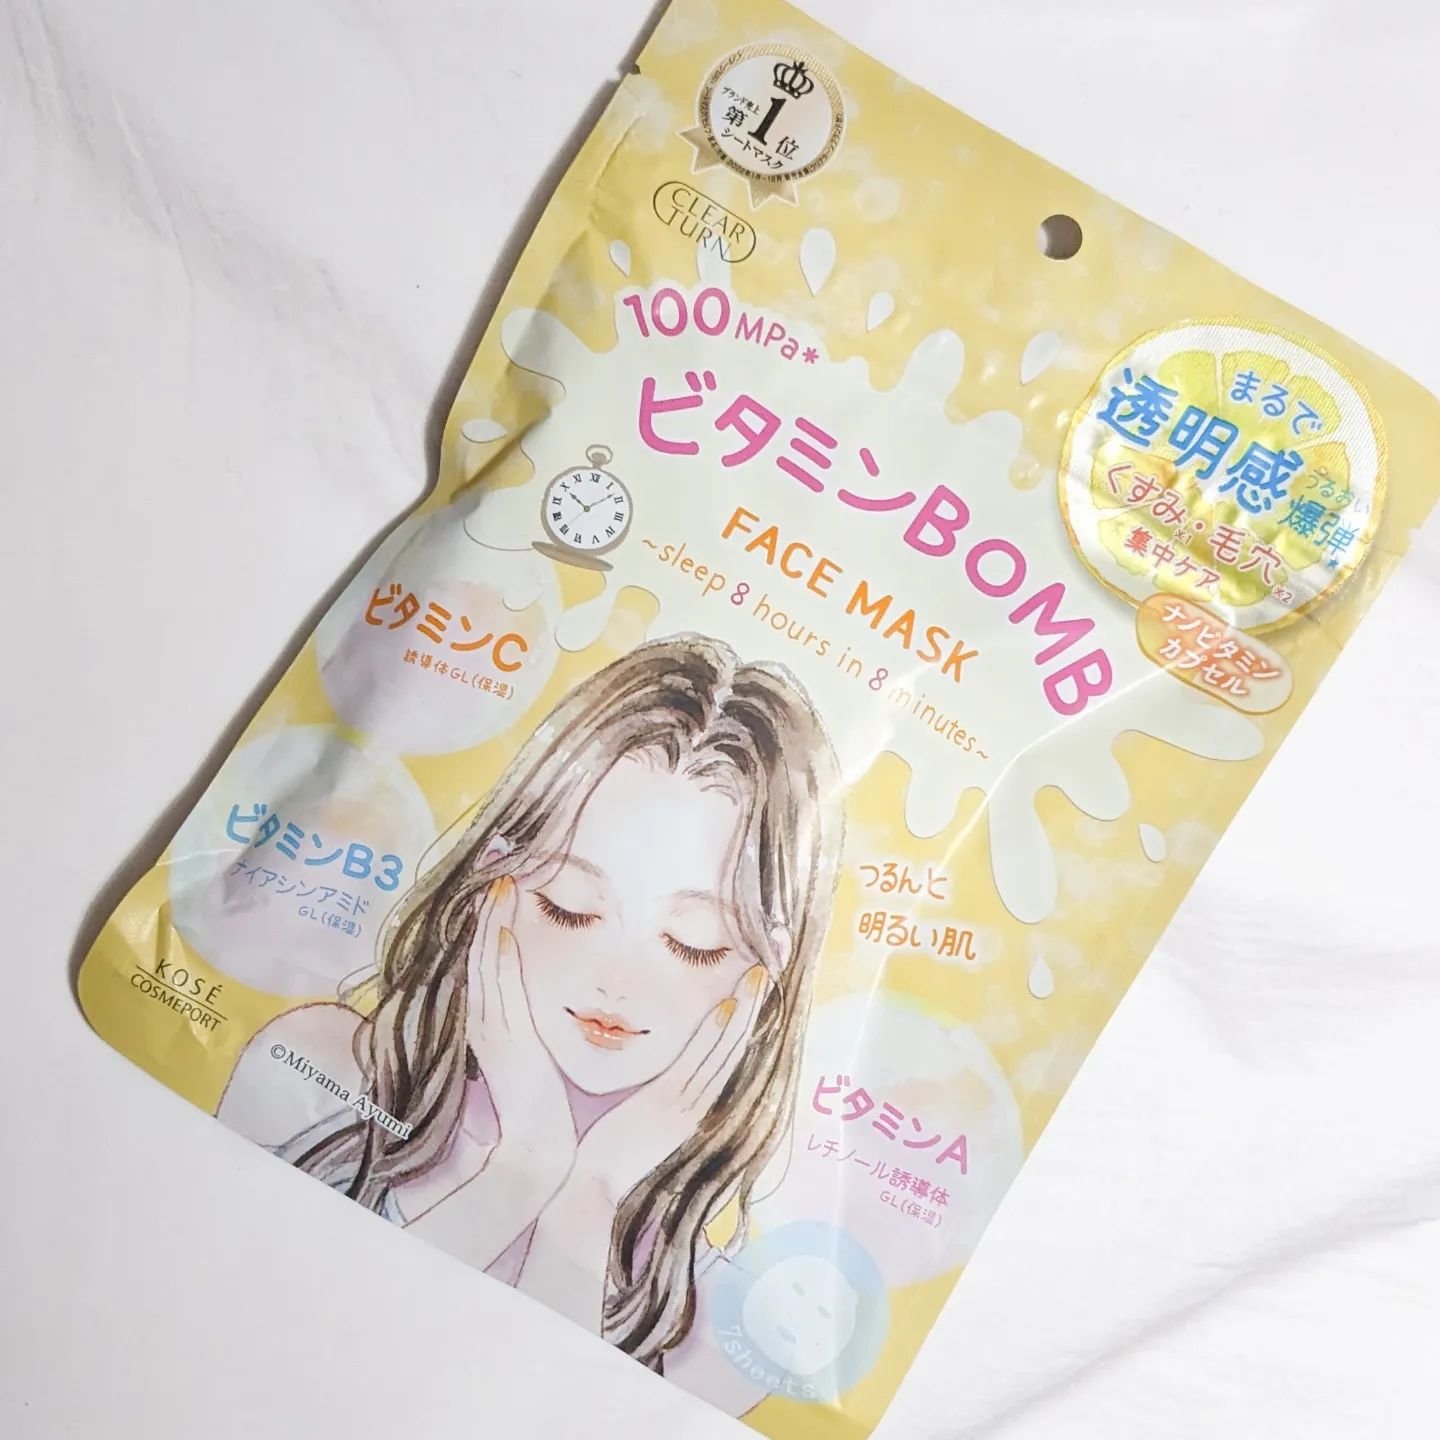 ブランド売上
第1位
シートマスク
CLEAR
TURN
100MPa*
ビタミンBOMB
FACE MASK
~sleep 8 hours in 8 minutes~
まるで
透明感
うるおい
爆弾*
くすみ※1・毛穴※2
集中ケア
ナノビタミン
カプセル
ビタミンC
誘導体GL(保湿)
ビタミンB3
ナイアシンアミド
GL(保湿)
つるんと
明るい肌
KOSÉ
COSMEPORT
©Miyama Ayumi
ビタミンA
レチノール誘導体
GL(保湿)
7sheets